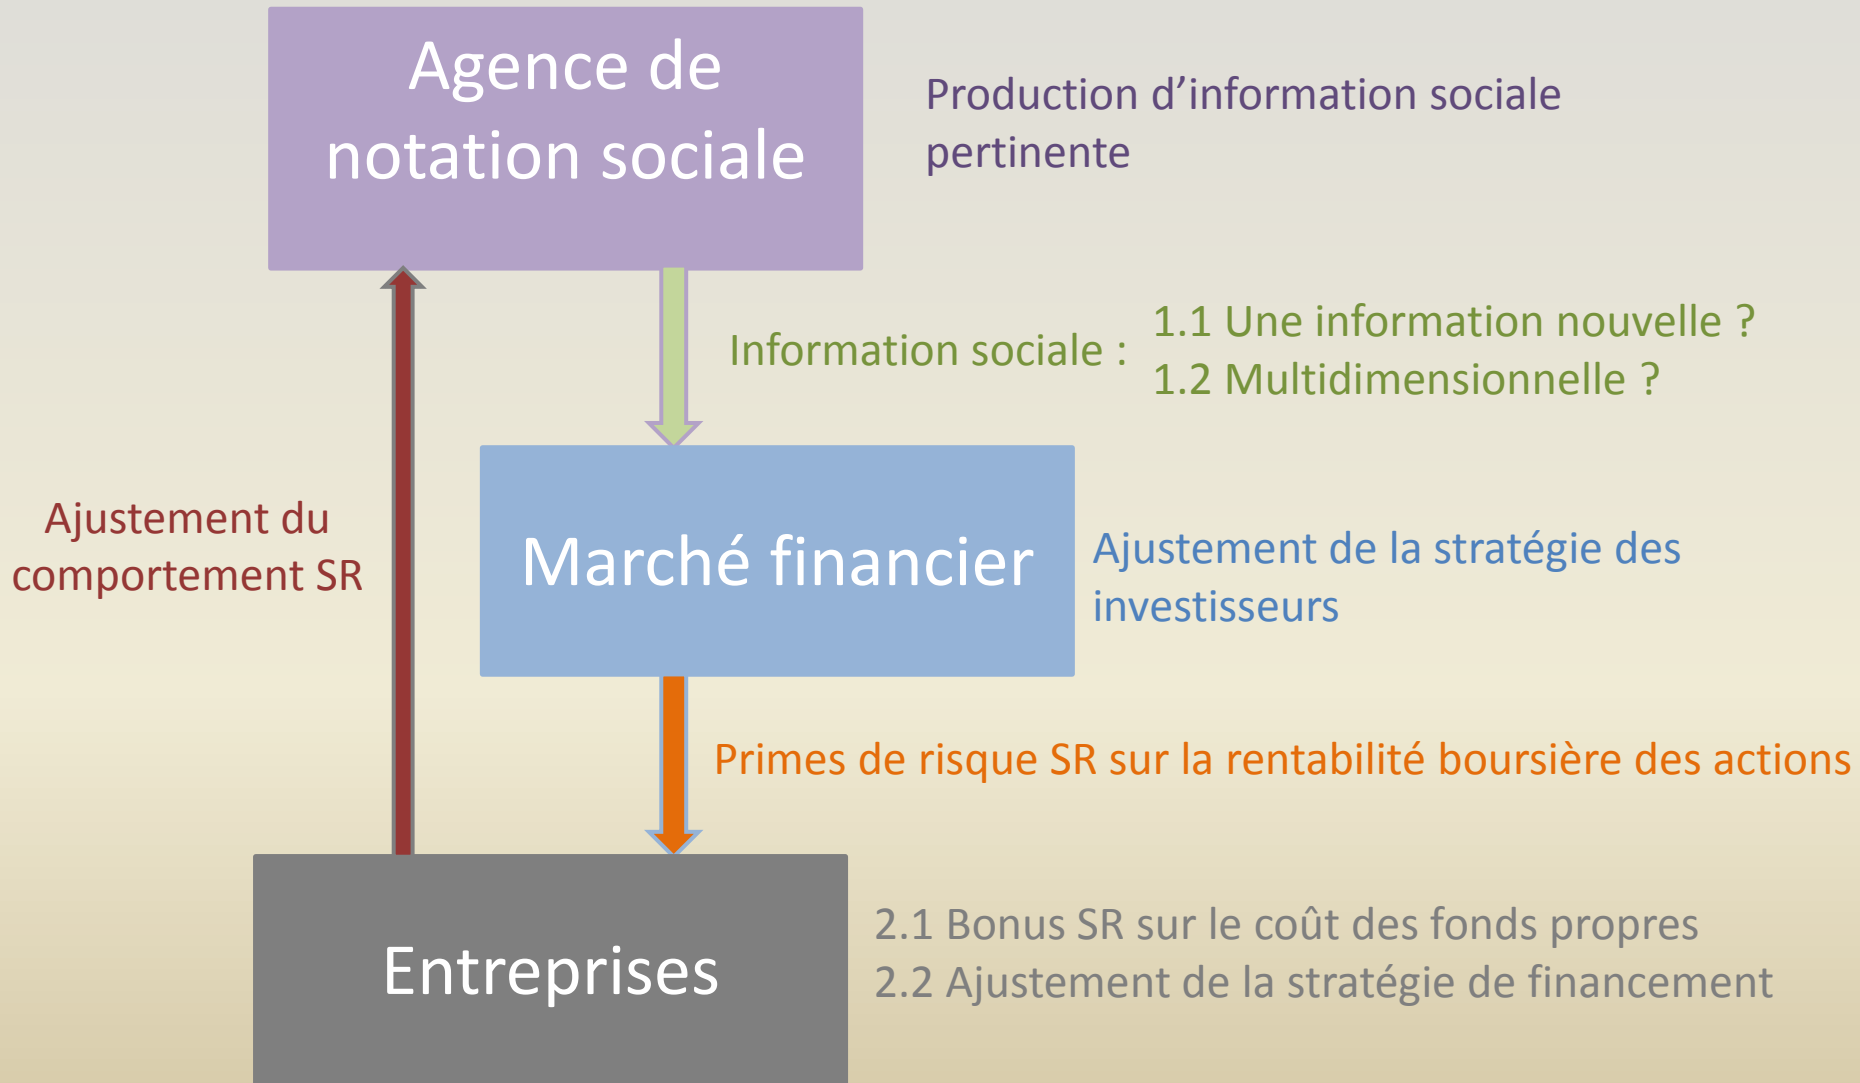 Agence de
notation sociale
Production d’information sociale
pertinente
Information sociale :
1.1 Une information nouvelle ?
1.2 Multidimensionnelle ?
Ajustement du
comportement SR
Marché financier
Ajustement de la stratégie des
investisseurs
Primes de risque SR sur la rentabilité boursière des actions
Entreprises
2.1 Bonus SR sur le coût des fonds propres
2.2 Ajustement de la stratégie de financement